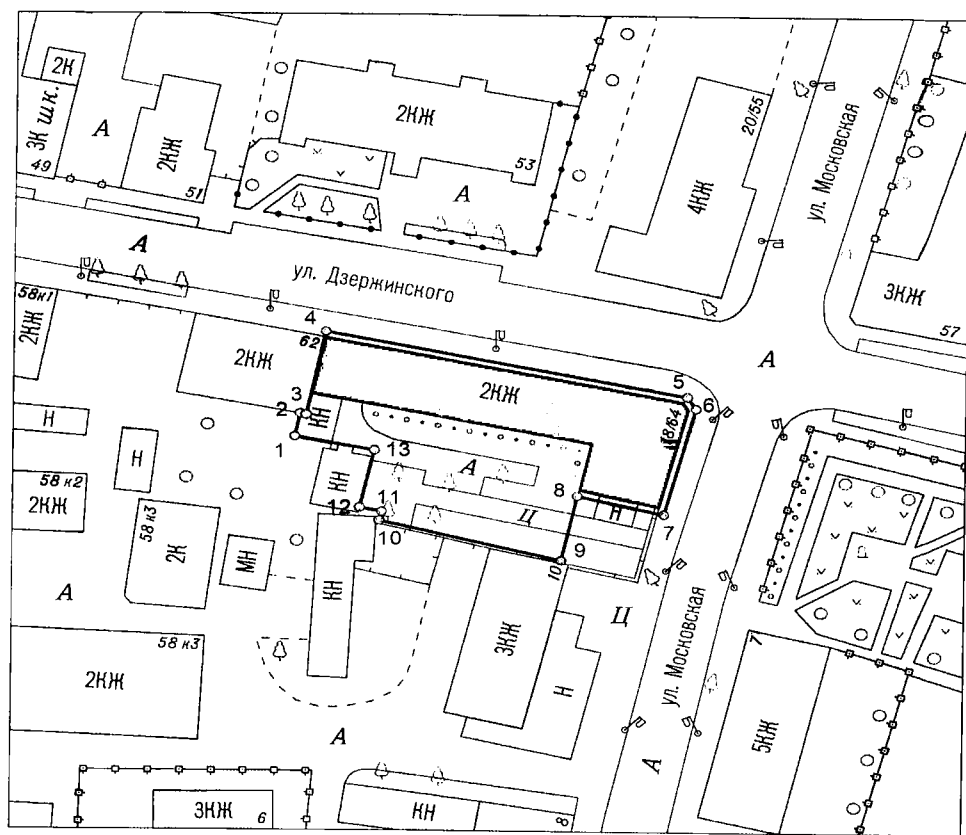 2К
3К шк.
А
49
2КЖ
51
2КЖ
53
А
20/55
4КЖ
ул. Московская
3КЖ
57
А
ул. Дзержинского
А
58к1
2КЖ
2КЖ
4
62
2КЖ
5
6
18/64
3
2
КН
1
13
А
8
Н
7
Ц
КН
11
12
10
9
10
Н
Н
58 к2
2КЖ
58 к3
2К
МН
КН
А
58 к3
2КЖ
3КЖ
Н
Ц
ул. Московская
7
5КЖ
А
А
3КЖ
6
КН